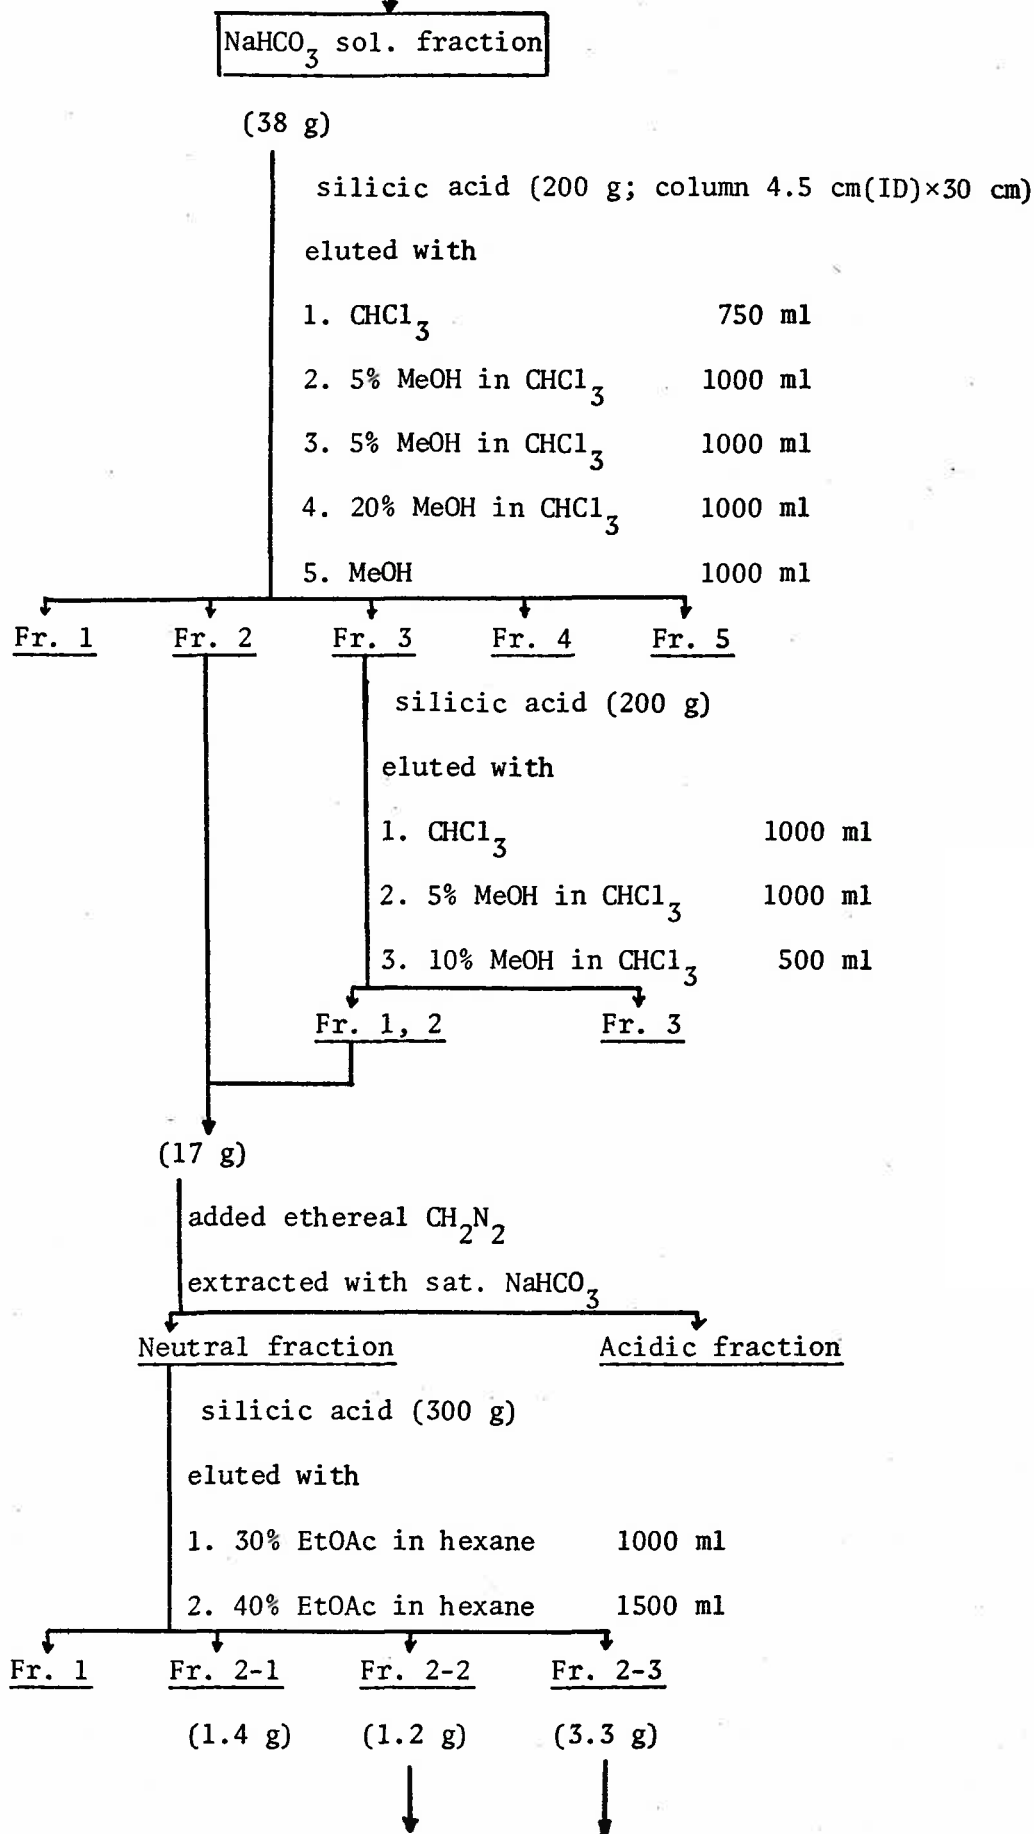 NaHCO3 sol. fraction
(38 g)
silicic acid (200 g; column 4.5 cm(ID)×30 cm)
eluted with
1. CHCl3 750 ml
2. 5% MeOH in CHCl3 1000 ml
3. 5% MeOH in CHCl3 1000 ml
4. 20% MeOH in CHCl3 1000 ml
5. MeOH 1000 ml
Fr. 1 Fr. 2 Fr. 3 Fr. 4 Fr. 5
silicic acid (200 g)
eluted with
1. CHCl3 1000 ml
2. 5% MeOH in CHCl3 1000 ml
3. 10% MeOH in CHCl3 500 ml
Fr. 1, 2 Fr. 3
(17 g)
added ethereal CH2N2
extracted with sat. NaHCO3
Neutral fraction Acidic fraction
silicic acid (300 g)
eluted with
1. 30% EtOAc in hexane 1000 ml
2. 40% EtOAc in hexane 1500 ml
Fr. 1 Fr. 2-1 Fr. 2-2 Fr. 2-3
(1.4 g) (1.2 g) (3.3 g)